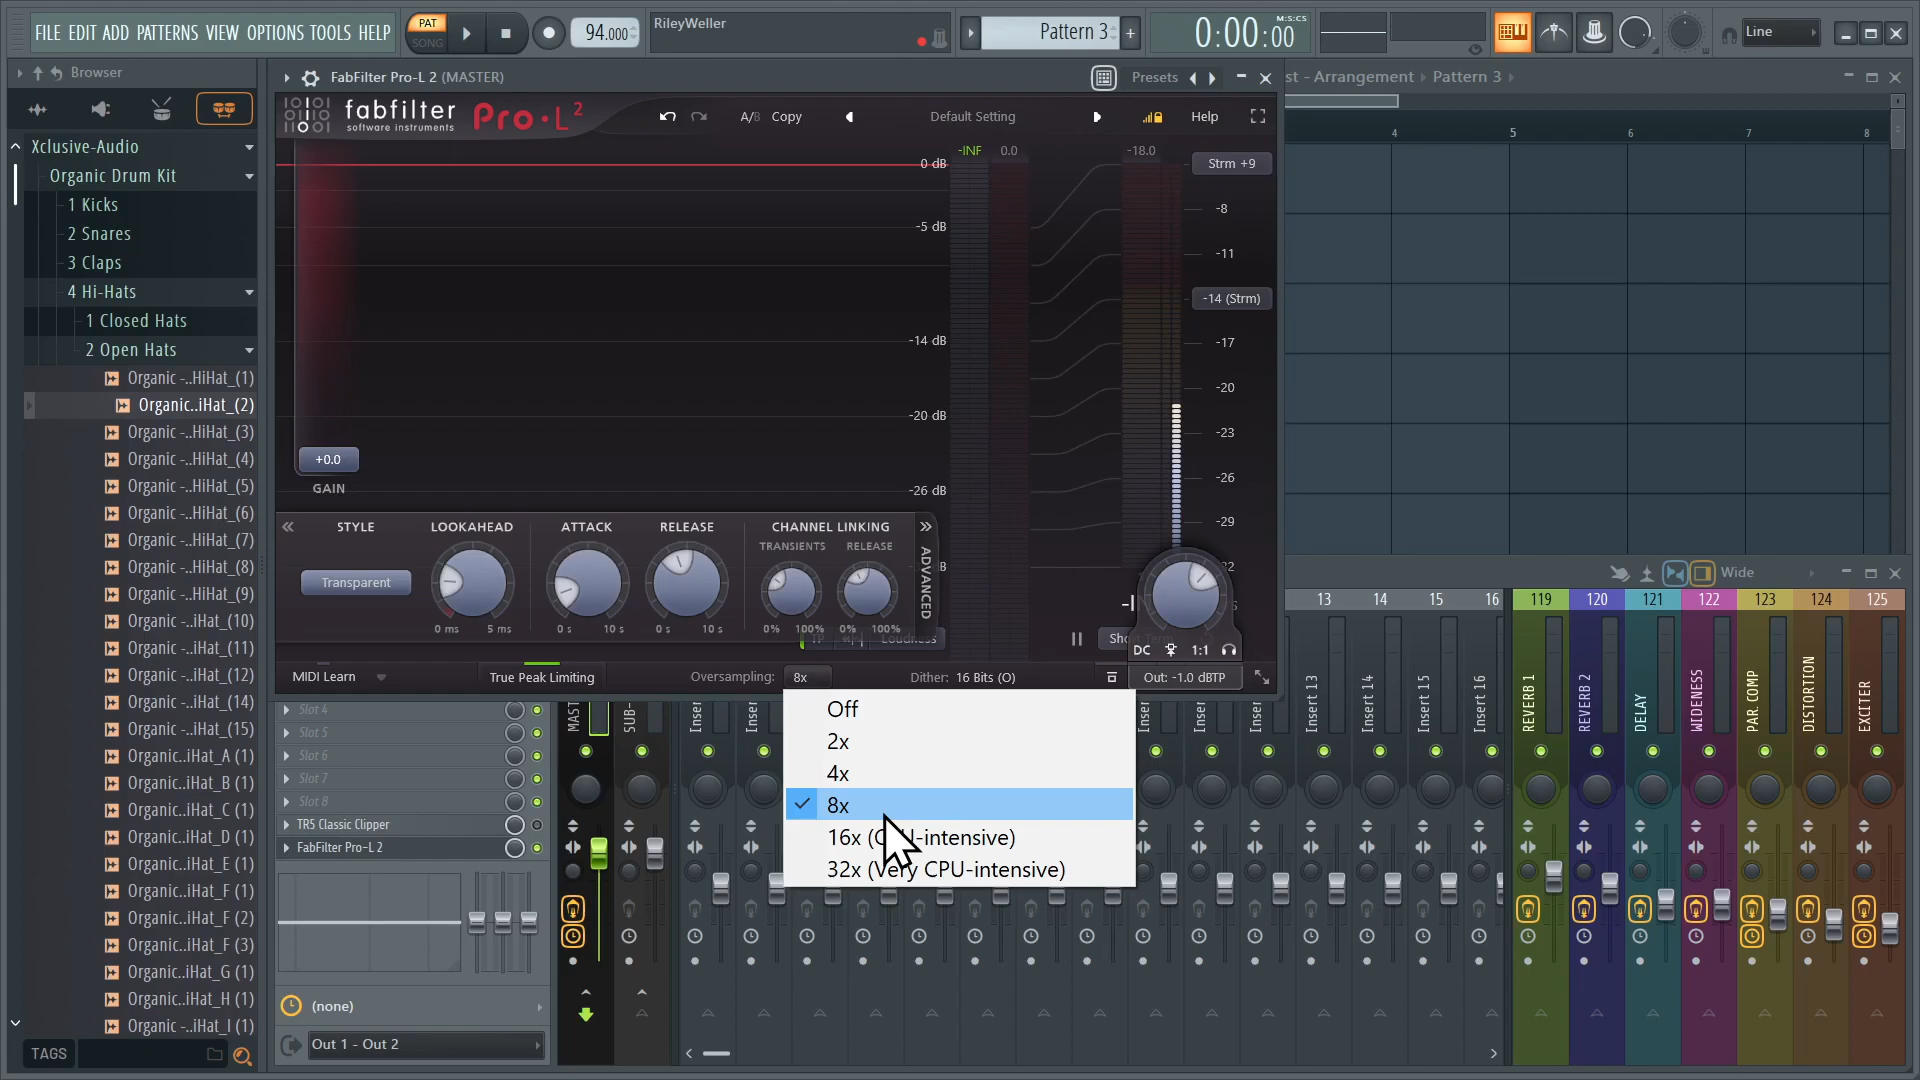 FILE EDIT ADD PATTERNS VIEW OPTIONS TOOLS HELP
PAT
SONG
94.000
RileyWeller
Pattern 3
0:00:00
M:S:CS
Line
Browser
FabFilter Pro-L 2 (MASTER)
Presets
st - Arrangement
Pattern 3
fabfilter
software instruments
Pro·L 2
A/B
Copy
Default Setting
Help
Xclusive-Audio
Organic Drum Kit
1 Kicks
2 Snares
3 Claps
4 Hi-Hats
1 Closed Hats
2 Open Hats
Organic -..HiHat_(1)
Organic..iHat_(2)
Organic -..HiHat_(3)
Organic -..HiHat_(4)
Organic -..HiHat_(5)
Organic -..HiHat_(6)
Organic -..HiHat_(7)
Organic -..HiHat_(8)
Organic -..HiHat_(9)
Organic -..iHat_(10)
Organic -..iHat_(11)
Organic -..iHat_(12)
Organic -..iHat_(14)
Organic -..iHat_(15)
Organic..iHat_A (1)
Organic..iHat_B (1)
Organic..iHat_C (1)
Organic..iHat_D (1)
Organic..iHat_E (1)
Organic..iHat_F (1)
Organic..iHat_F (2)
Organic..iHat_F (3)
Organic..iHat_G (1)
Organic..iHat_H (1)
Organic -..iHat_I (1)
TAGS
-INF
0.0
-18.0
0 dB
-5 dB
-14 dB
-20 dB
-26 dB
Strm +9
-8
-11
-14 (Strm)
-17
-20
-23
-26
-29
4
5
6
7
8
+0.0
GAIN
STYLE
LOOKAHEAD
ATTACK
RELEASE
CHANNEL LINKING
TRANSIENTS
RELEASE
Transparent
0 ms
5 ms
0 s
10 s
0 s
10 s
0%
100%
0%
100%
ADVANCED
TP
Loudness
DC
1:1
MIDI Learn
True Peak Limiting
Oversampling:
8x
Dither:
16 Bits (O)
Out: -1.0 dBTP
Off
2x
4x
8x
32x (Very CPU-intensive)
Slot 4
Slot 5
Slot 6
Slot 7
Slot 8
TR5 Classic Clipper
FabFilter Pro-L 2
(none)
Out 1 - Out 2
Wide
13
14
15
16
119
120
121
122
123
124
125
Insert 13
Insert 14
Insert 15
Insert 16
REVERB 1
REVERB 2
DELAY
WIDENESS
PAR. COMP
DISTORTION
EXCITER